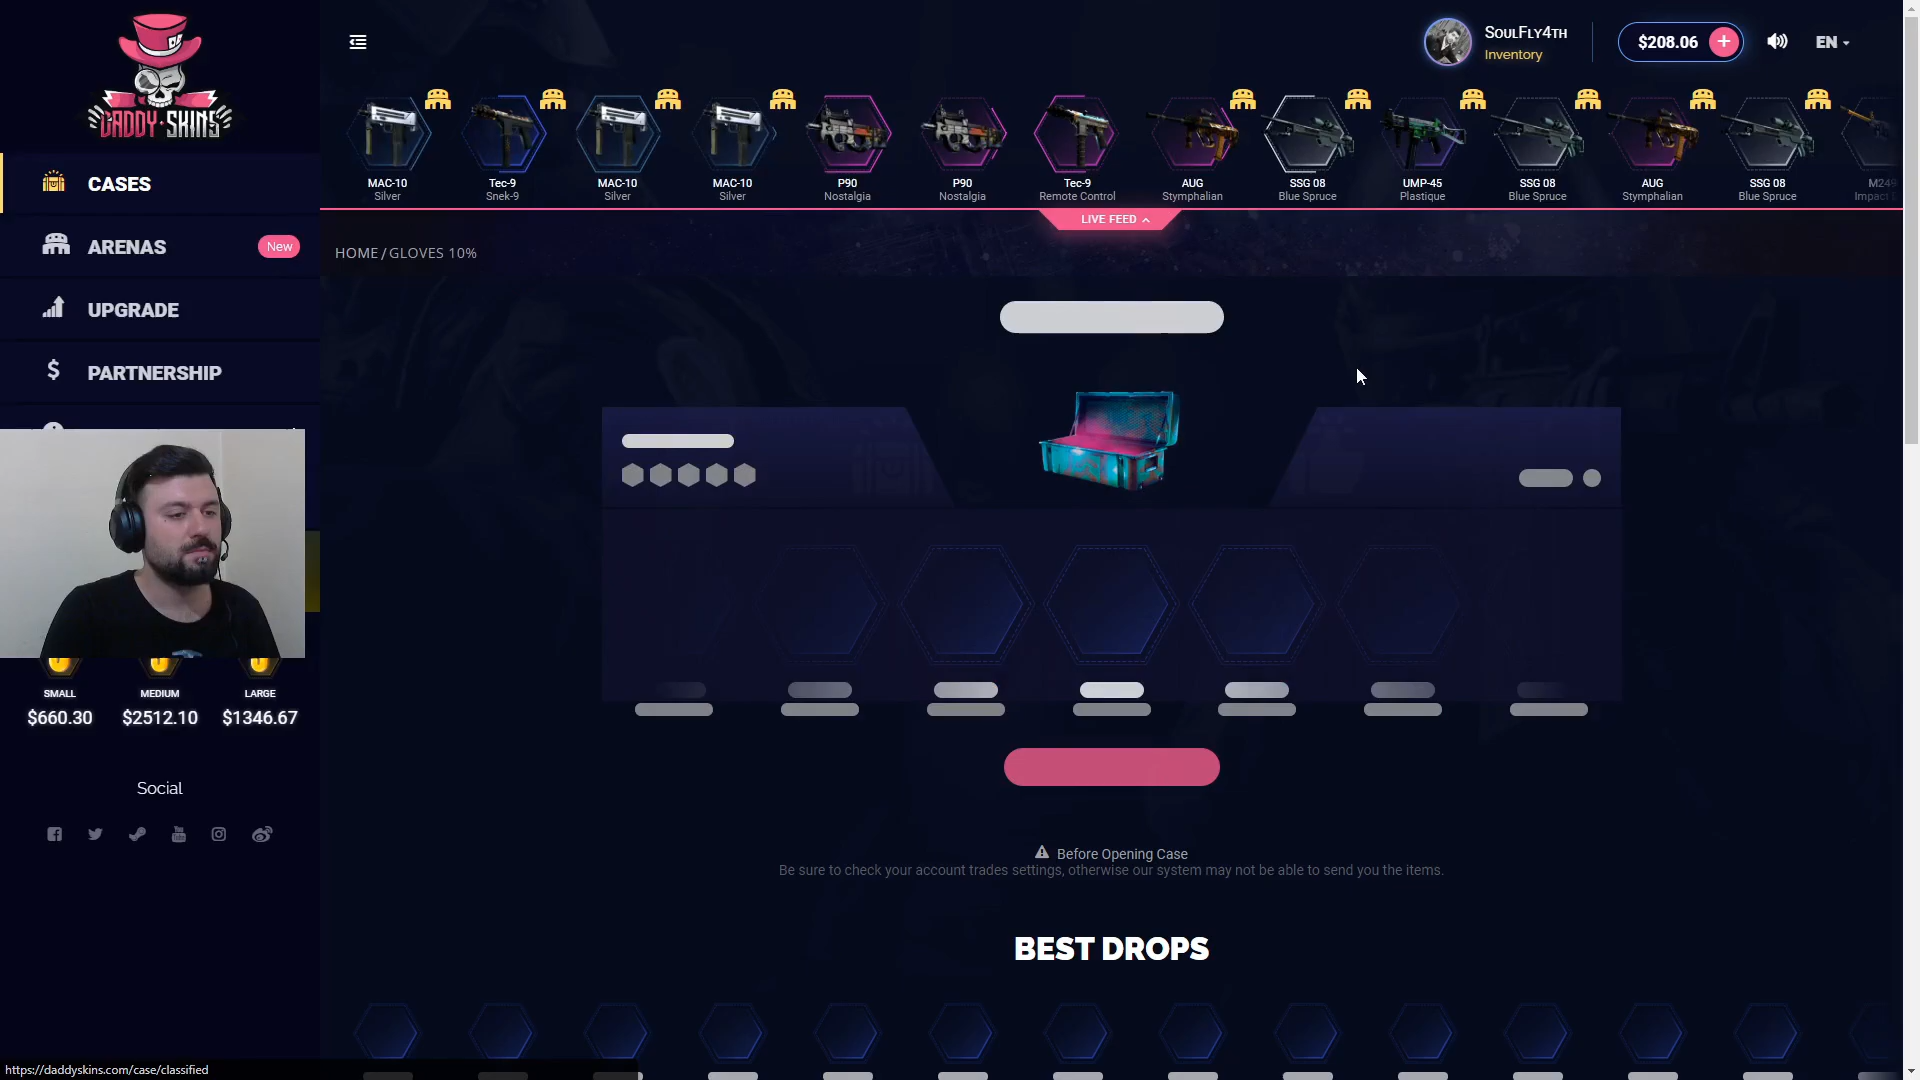 DADDY SKINS
SoulFly4th
Inventory
$208.06
EN
MAC-10
Silver
Tec-9
Snek-9
MAC-10
Silver
MAC-10
Silver
P90
Nostalgia
P90
Nostalgia
Tec-9
Remote Control
AUG
Stymphalian
SSG 08
Blue Spruce
UMP-45
Plastique
SSG 08
Blue Spruce
AUG
Stymphalian
SSG 08
Blue Spruce
M249
Impact
LIVE FEED
CASES
ARENAS
New
UPGRADE
PARTNERSHIP
HOME / GLOVES 10%
SMALL
MEDIUM
LARGE
$660.30
$2512.10
$1346.67
Social
Before Opening Case
Be sure to check your account trades settings, otherwise our system may not be able to send you the items.
BEST DROPS
https://daddyskins.com/case/classified